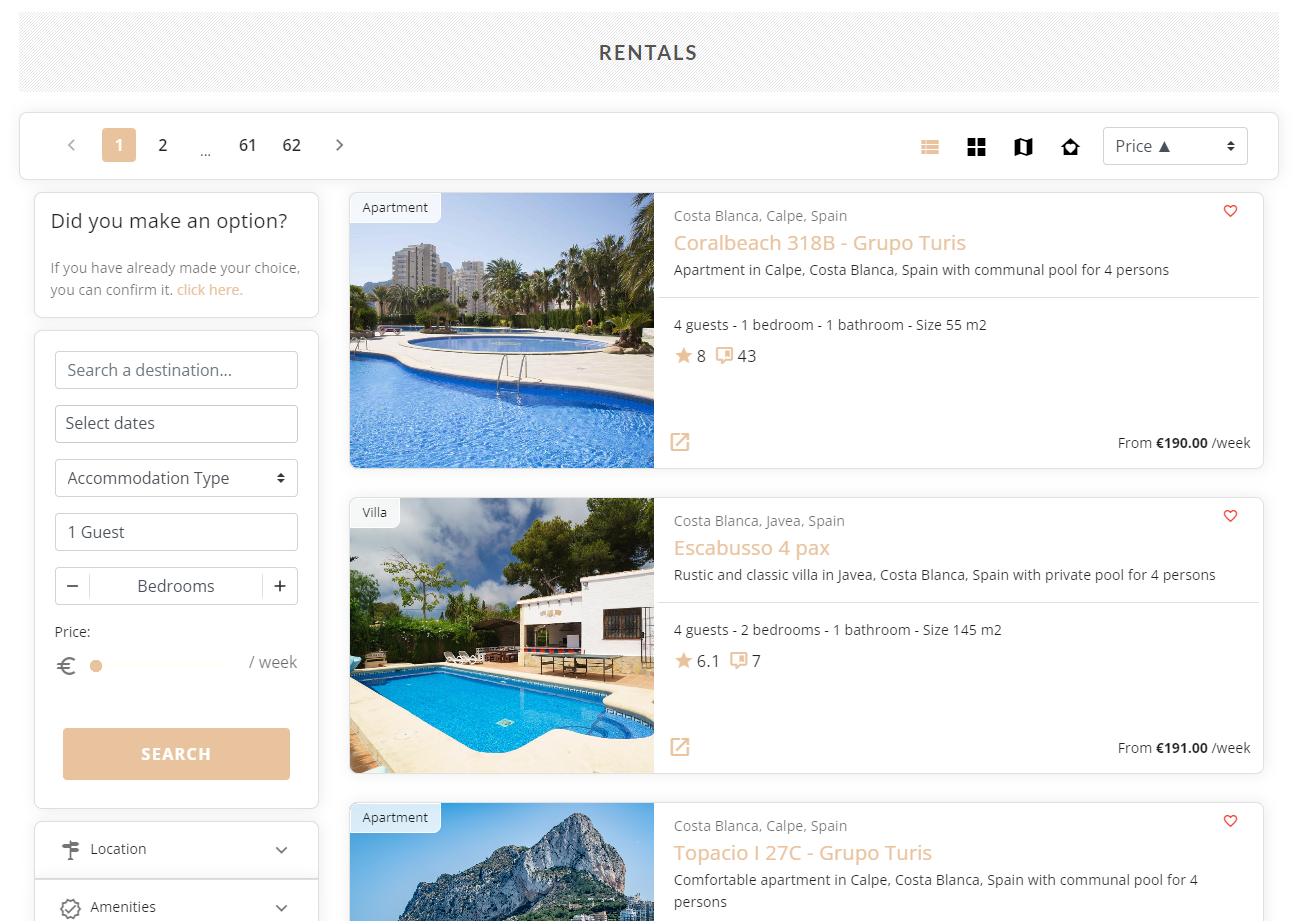 RENTALS
1 2 ... 61 62
Price ▲
Did you make an option?
If you have already made your choice,
you can confirm it. click here.
Search a destination...
Select dates
Accommodation Type
1 Guest
− Bedrooms +
Price:
€ / week
SEARCH
Location
Amenities
Apartment
Costa Blanca, Calpe, Spain
Coralbeach 318B - Grupo Turis
Apartment in Calpe, Costa Blanca, Spain with communal pool for 4 persons
4 guests - 1 bedroom - 1 bathroom - Size 55 m2
8 43
From €190.00 /week
Villa
Costa Blanca, Javea, Spain
Escabusso 4 pax
Rustic and classic villa in Javea, Costa Blanca, Spain with private pool for 4 persons
4 guests - 2 bedrooms - 1 bathroom - Size 145 m2
6.1 7
From €191.00 /week
Apartment
Costa Blanca, Calpe, Spain
Topacio I 27C - Grupo Turis
Comfortable apartment in Calpe, Costa Blanca, Spain with communal pool for 4
persons